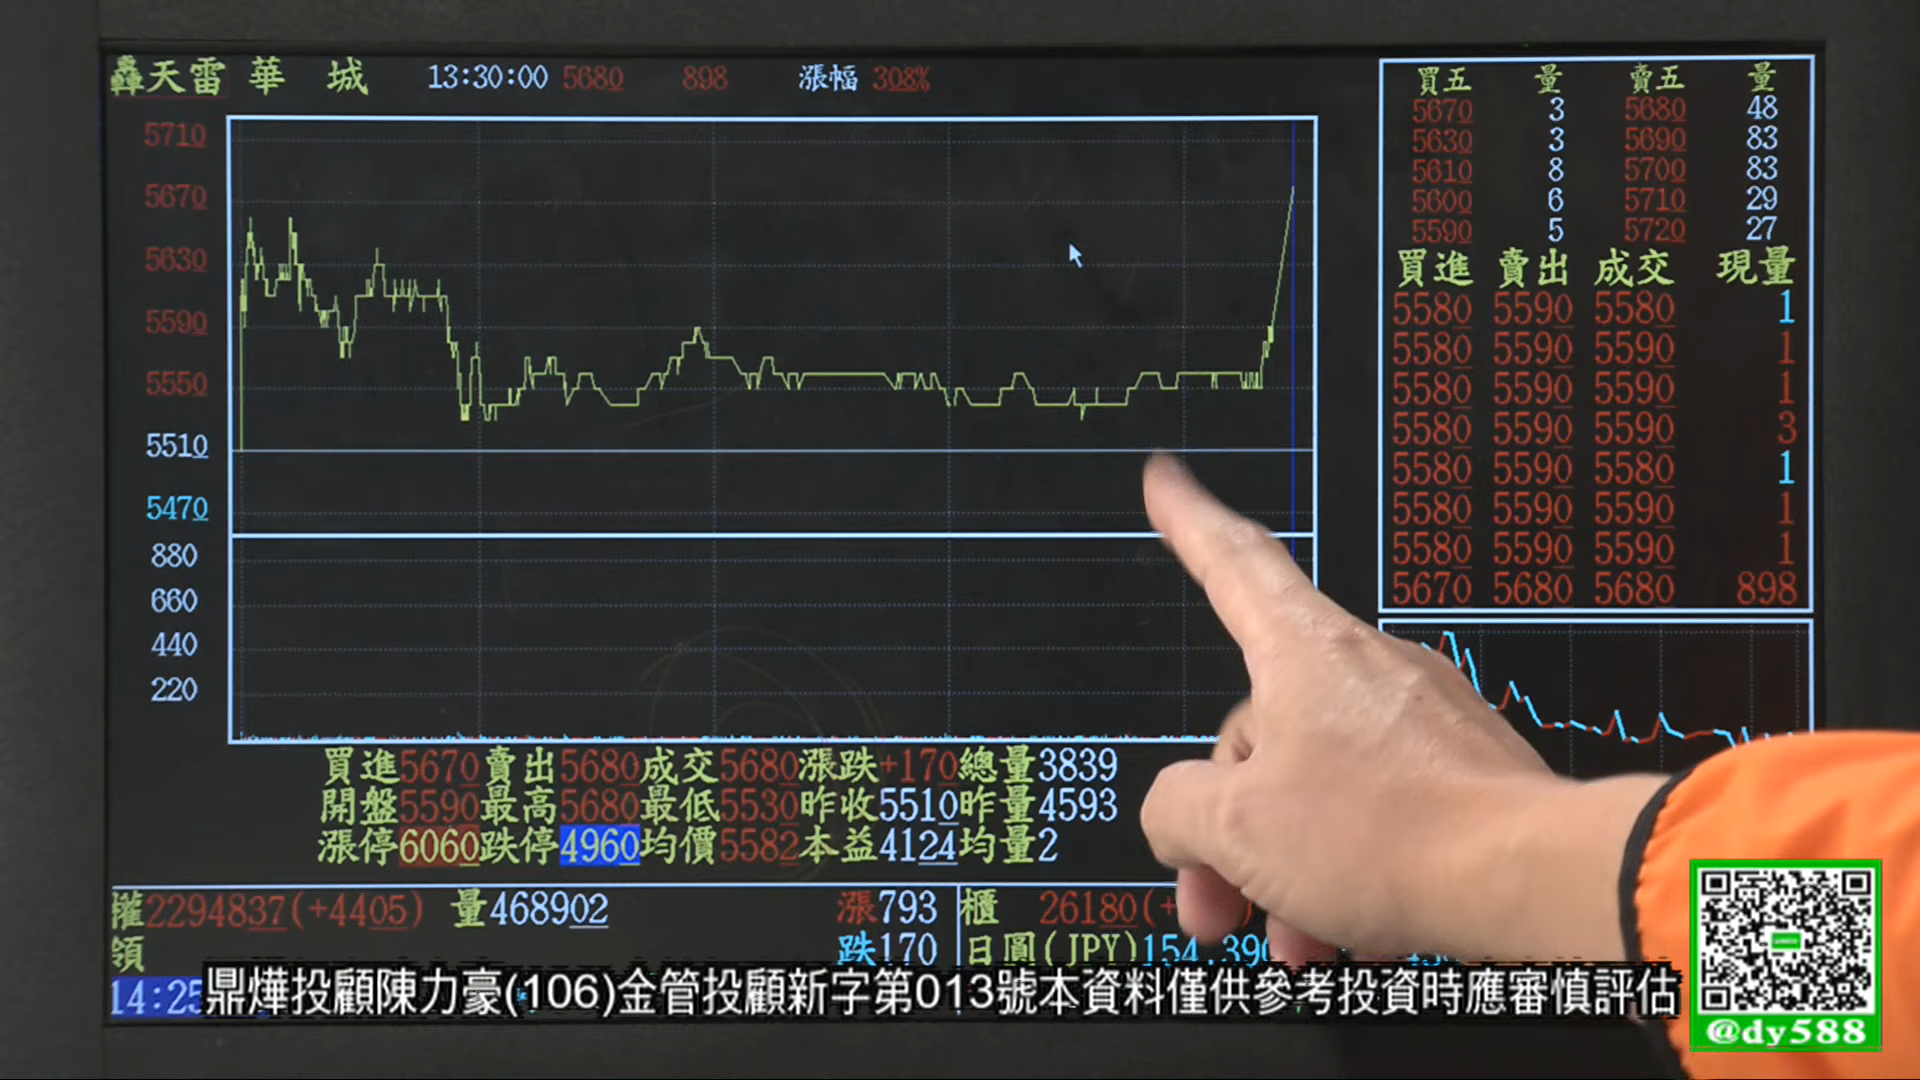 轟天雷 華 城 13:30:00 5680 898 漲幅 308%
5710
5670
5630
5590
5550
5510
5470
880
660
440
220
買五 量 賣五 量
5670 3 5680 48
5630 3 5690 83
5610 8 5700 83
5600 6 5710 29
5590 5 5720 27
買進 賣出 成交 現量
5580 5590 5580 1
5580 5590 5590 1
5580 5590 5590 1
5580 5590 5590 3
5580 5590 5580 1
5580 5590 5590 1
5580 5590 5590 1
5670 5680 5680 898
買進5670賣出5680成交5680漲跌+170總量3839
開盤5590最高5680最低5530昨收5510昨量4593
漲停6060跌停4960均價5582本益4124均量2
權2294837(+4405) 量468902 漲793 櫃 26180(+
領 跌170 日圓(JPY)154.390
14:25
鼎燁投顧陳力豪(106)金管投顧新字第013號本資料僅供參考投資時應審慎評估
@dy588